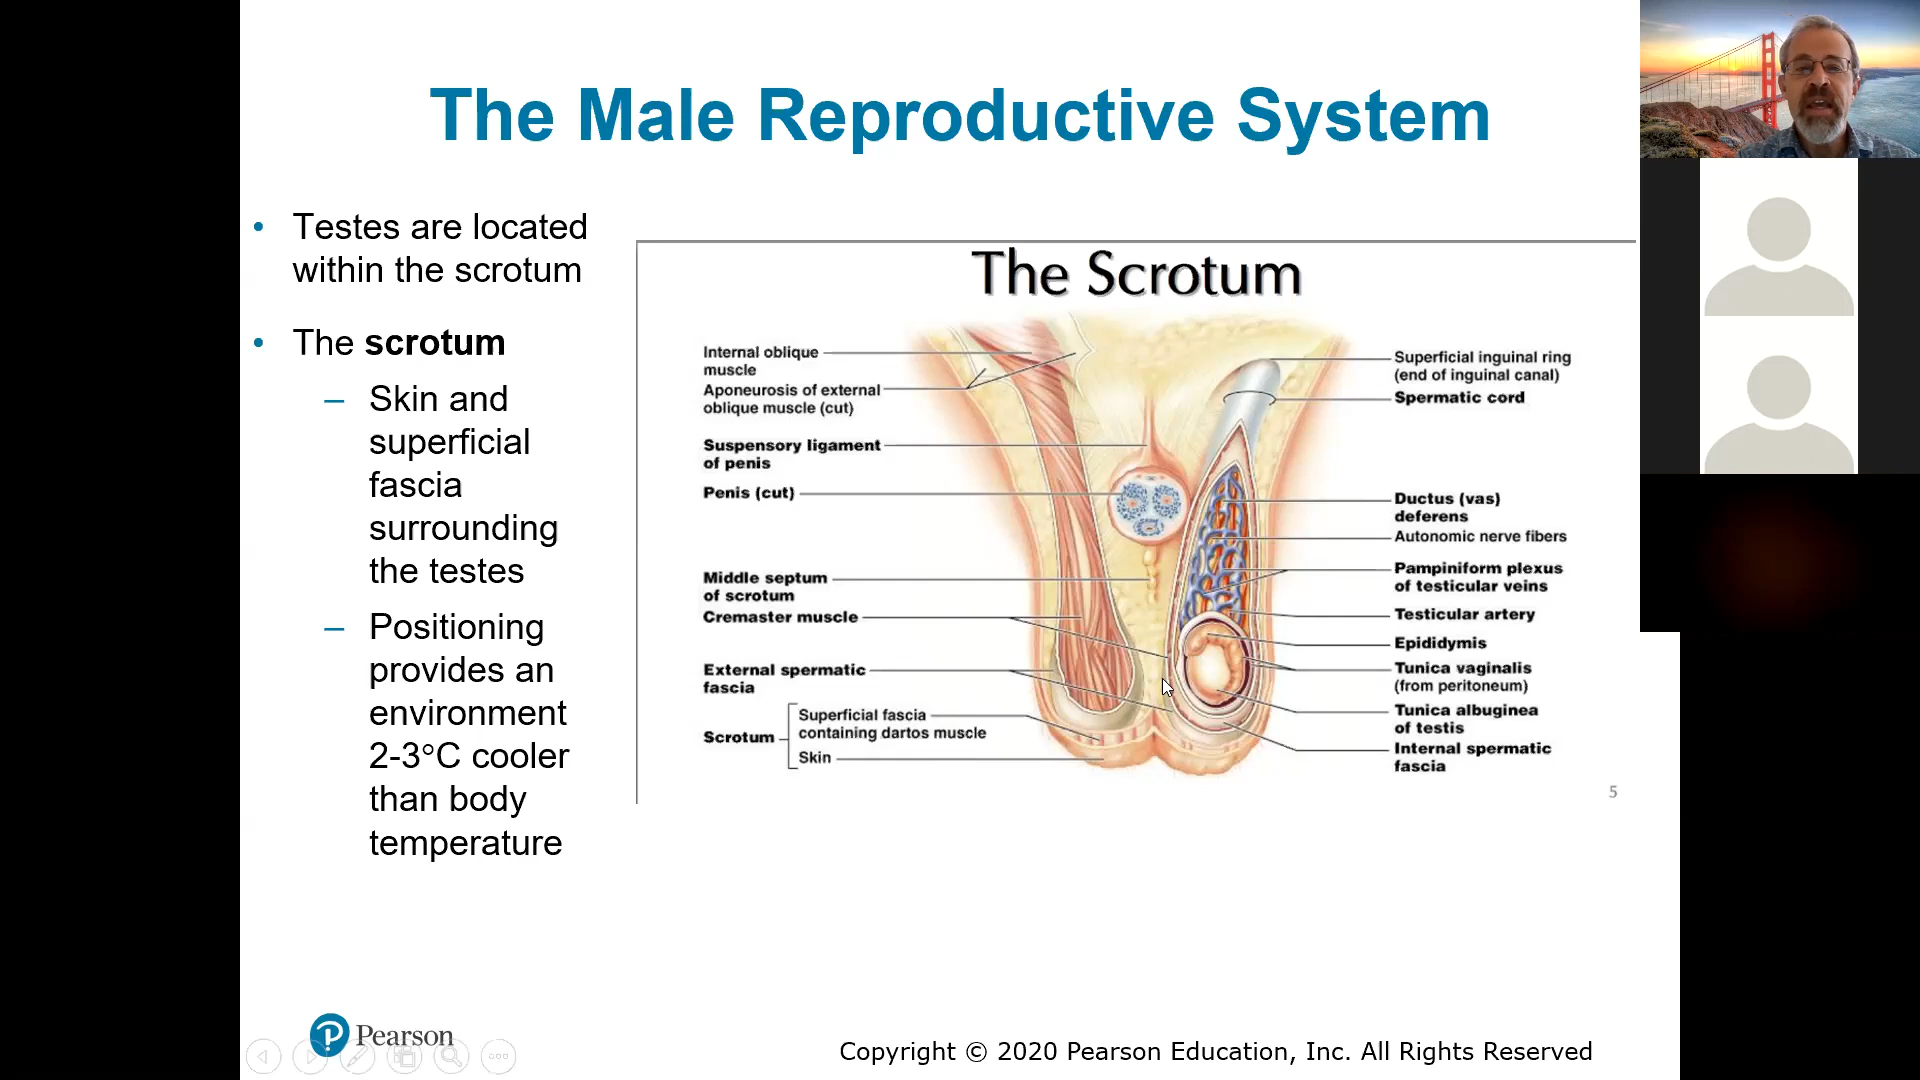 The Male Reproductive System
• Testes are located
within the scrotum
• The scrotum
– Skin and
superficial
fascia
surrounding
the testes
– Positioning
provides an
environment
2-3°C cooler
than body
temperature
The Scrotum
Internal oblique
muscle
Aponeurosis of external
oblique muscle (cut)
Suspensory ligament
of penis
Penis (cut)
Middle septum
of scrotum
Cremaster muscle
External spermatic
fascia
Scrotum
Superficial fascia
containing dartos muscle
Skin
Superficial inguinal ring
(end of inguinal canal)
Spermatic cord
Ductus (vas)
deferens
Autonomic nerve fibers
Pampiniform plexus
of testicular veins
Testicular artery
Epididymis
Tunica vaginalis
(from peritoneum)
Tunica albuginea
of testis
Internal spermatic
fascia
5
Pearson
Copyright © 2020 Pearson Education, Inc. All Rights Reserved